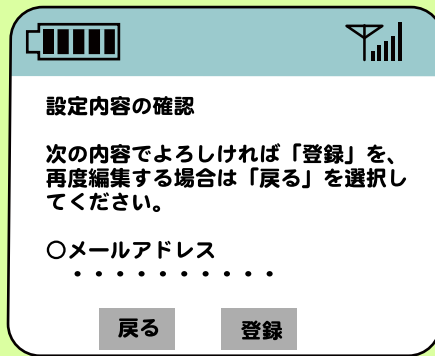 設定内容の確認
次の内容でよろしければ「登録」を、
再度編集する場合は「戻る」を選択し
てください。
○メールアドレス
・・・・・・・・・・
戻る 登録